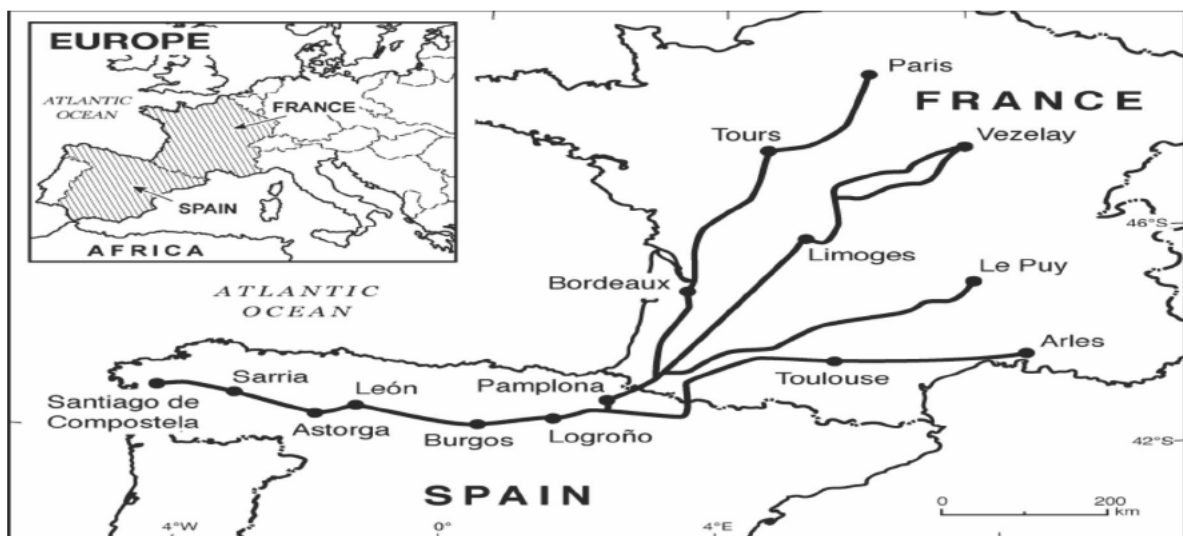 EUROPE
ATLANTIC
OCEAN
FRANCE
SPAIN
AFRICA
Paris
FRANCE
Tours
Vezelay
46°S
Limoges
Le Puy
Bordeaux
ATLANTIC
OCEAN
Arles
Toulouse
Sarria
León
Pamplona
Santiago de
Compostela
Astorga
Burgos
Logroño
42°S
SPAIN
0
200
km
4°W
0°
4°E